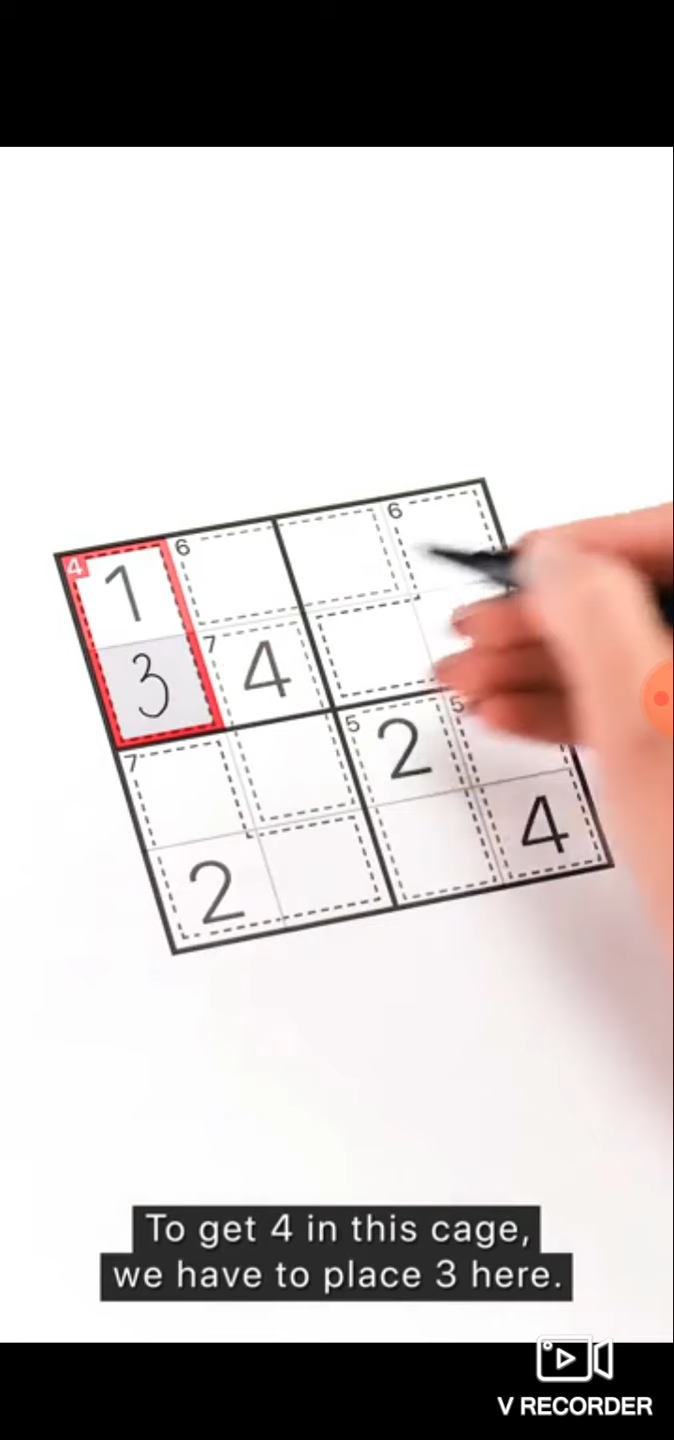 4 1 6 6
3 7 4
7 5 2 5
2 4
To get 4 in this cage,
we have to place 3 here.
V RECORDER